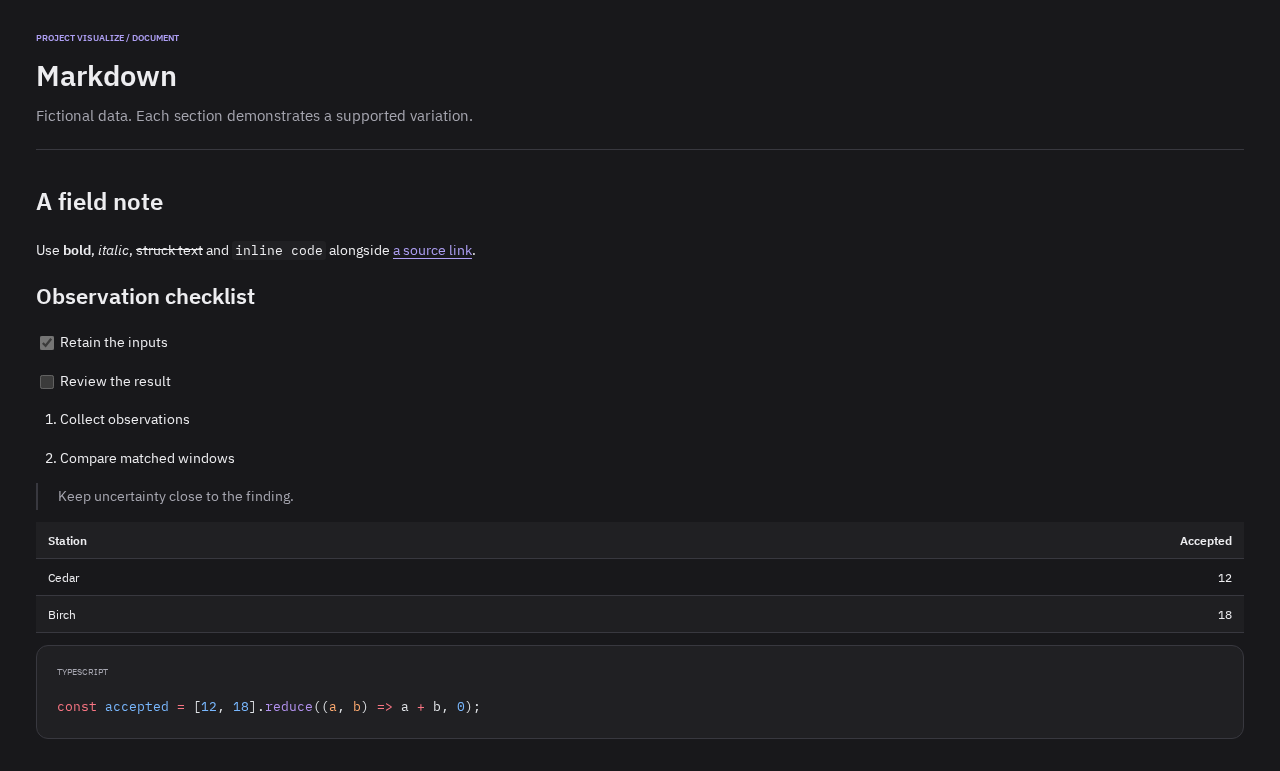 PROJECT VISUALIZE / DOCUMENT
Markdown
Fictional data. Each section demonstrates a supported variation.
A field note
Use bold, italic, struck text and inline code alongside a source link.
Observation checklist
Retain the inputs
Review the result
1. Collect observations
2. Compare matched windows
Keep uncertainty close to the finding.
Station Accepted
Cedar 12
Birch 18
TYPESCRIPT
const accepted = [12, 18].reduce((a, b) => a + b, 0);